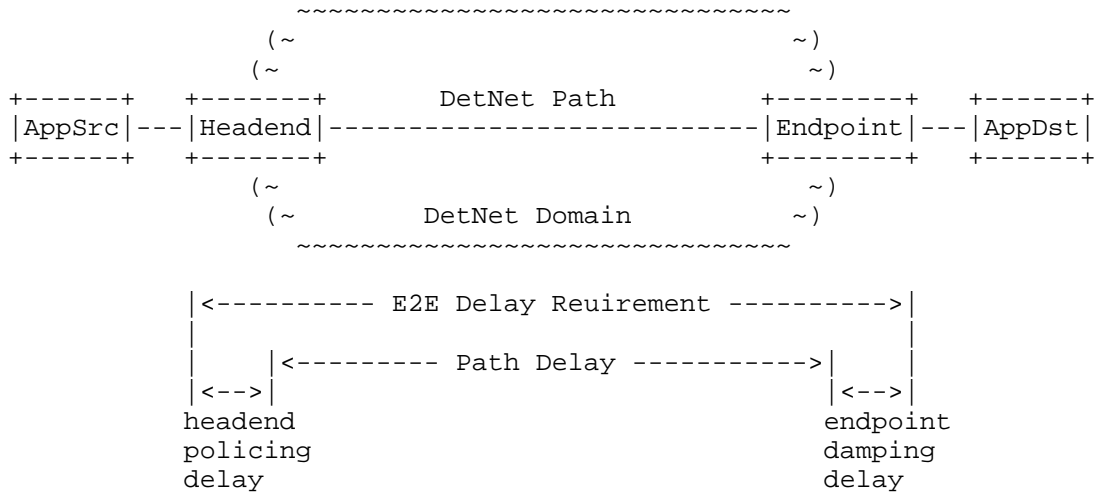 DetNet Path
AppSrc Headend Endpoint AppDst
DetNet Domain
E2E Delay Reuirement
Path Delay
headend endpoint
policing damping
delay delay